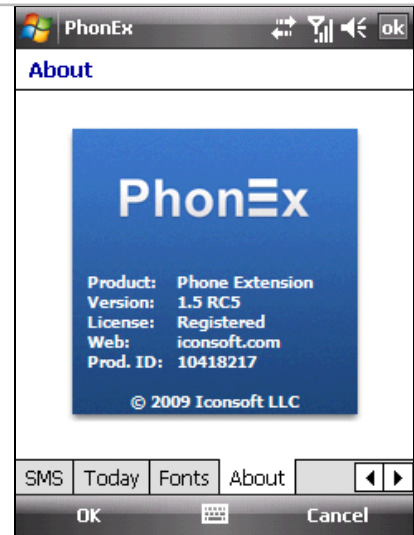 PhonEx
ok
About
PhonΞx
Product: Phone Extension
Version: 1.5 RC5
License: Registered
Web: iconsoft.com
Prod. ID: 10418217
© 2009 Iconsoft LLC
SMS Today Fonts About
OK Cancel